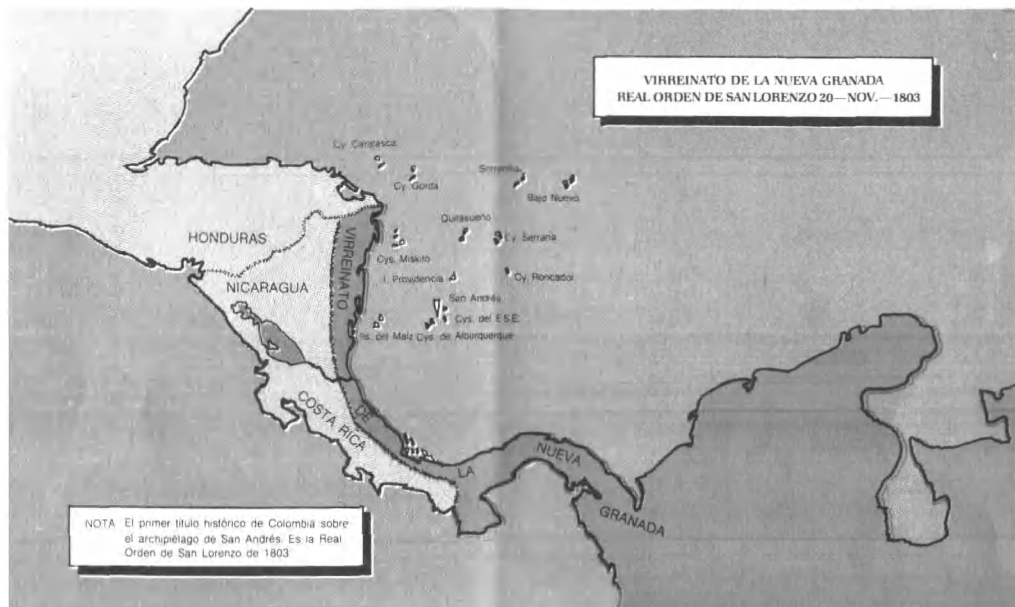 VIRREINATO DE LA NUEVA GRANADA
REAL ORDEN DE SAN LORENZO 20—NOV.—1803
Cy. Caratasca
Cy. Gorda
Serranilla
Bajo Nuevo
HONDURAS
VIRREINATO
Quitasueño
Cy. Serrana
Cys. Miskito
NICARAGUA
I. Providencia
Cy. Roncador
San Andrés
Cys. del E.S.E.
Is. del Maíz
Cys. de Alburquerque
COSTA RICA
DE
LA
NUEVA
GRANADA
NOTA El primer título histórico de Colombia sobre
el archipiélago de San Andrés. Es la Real
Orden de San Lorenzo de 1803